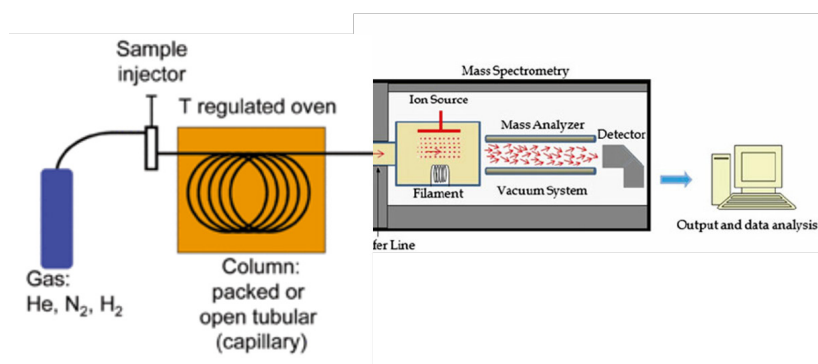 Sample
injector
T regulated oven
Gas:
He, N₂, H₂
Column:
packed or
open tubular
(capillary)
Mass Spectrometry
Ion Source
Mass Analyzer
Detector
Filament
Vacuum System
fer Line
Output and data analysis